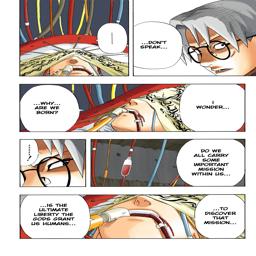 ...DON'T
SPEAK...
I
WONDER...
...WHY...
ARE WE
BORN?
DO WE
ALL CARRY
SOME
IMPORTANT
MISSION
WITHIN US...
...TO
DISCOVER
THAT
MISSION...
...IS THE
ULTIMATE
LIBERTY THE
GODS GRANT
US HUMANS...